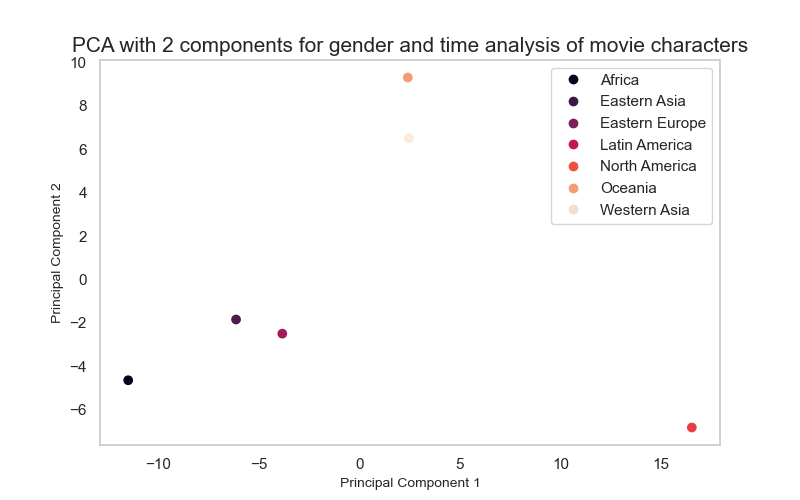 PCA with 2 components for gender and time analysis of movie characters
10
8
6
4
2
0
−2
−4
−6
Principal Component 2
Africa
Eastern Asia
Eastern Europe
Latin America
North America
Oceania
Western Asia
−10 −5 0 5 10 15
Principal Component 1